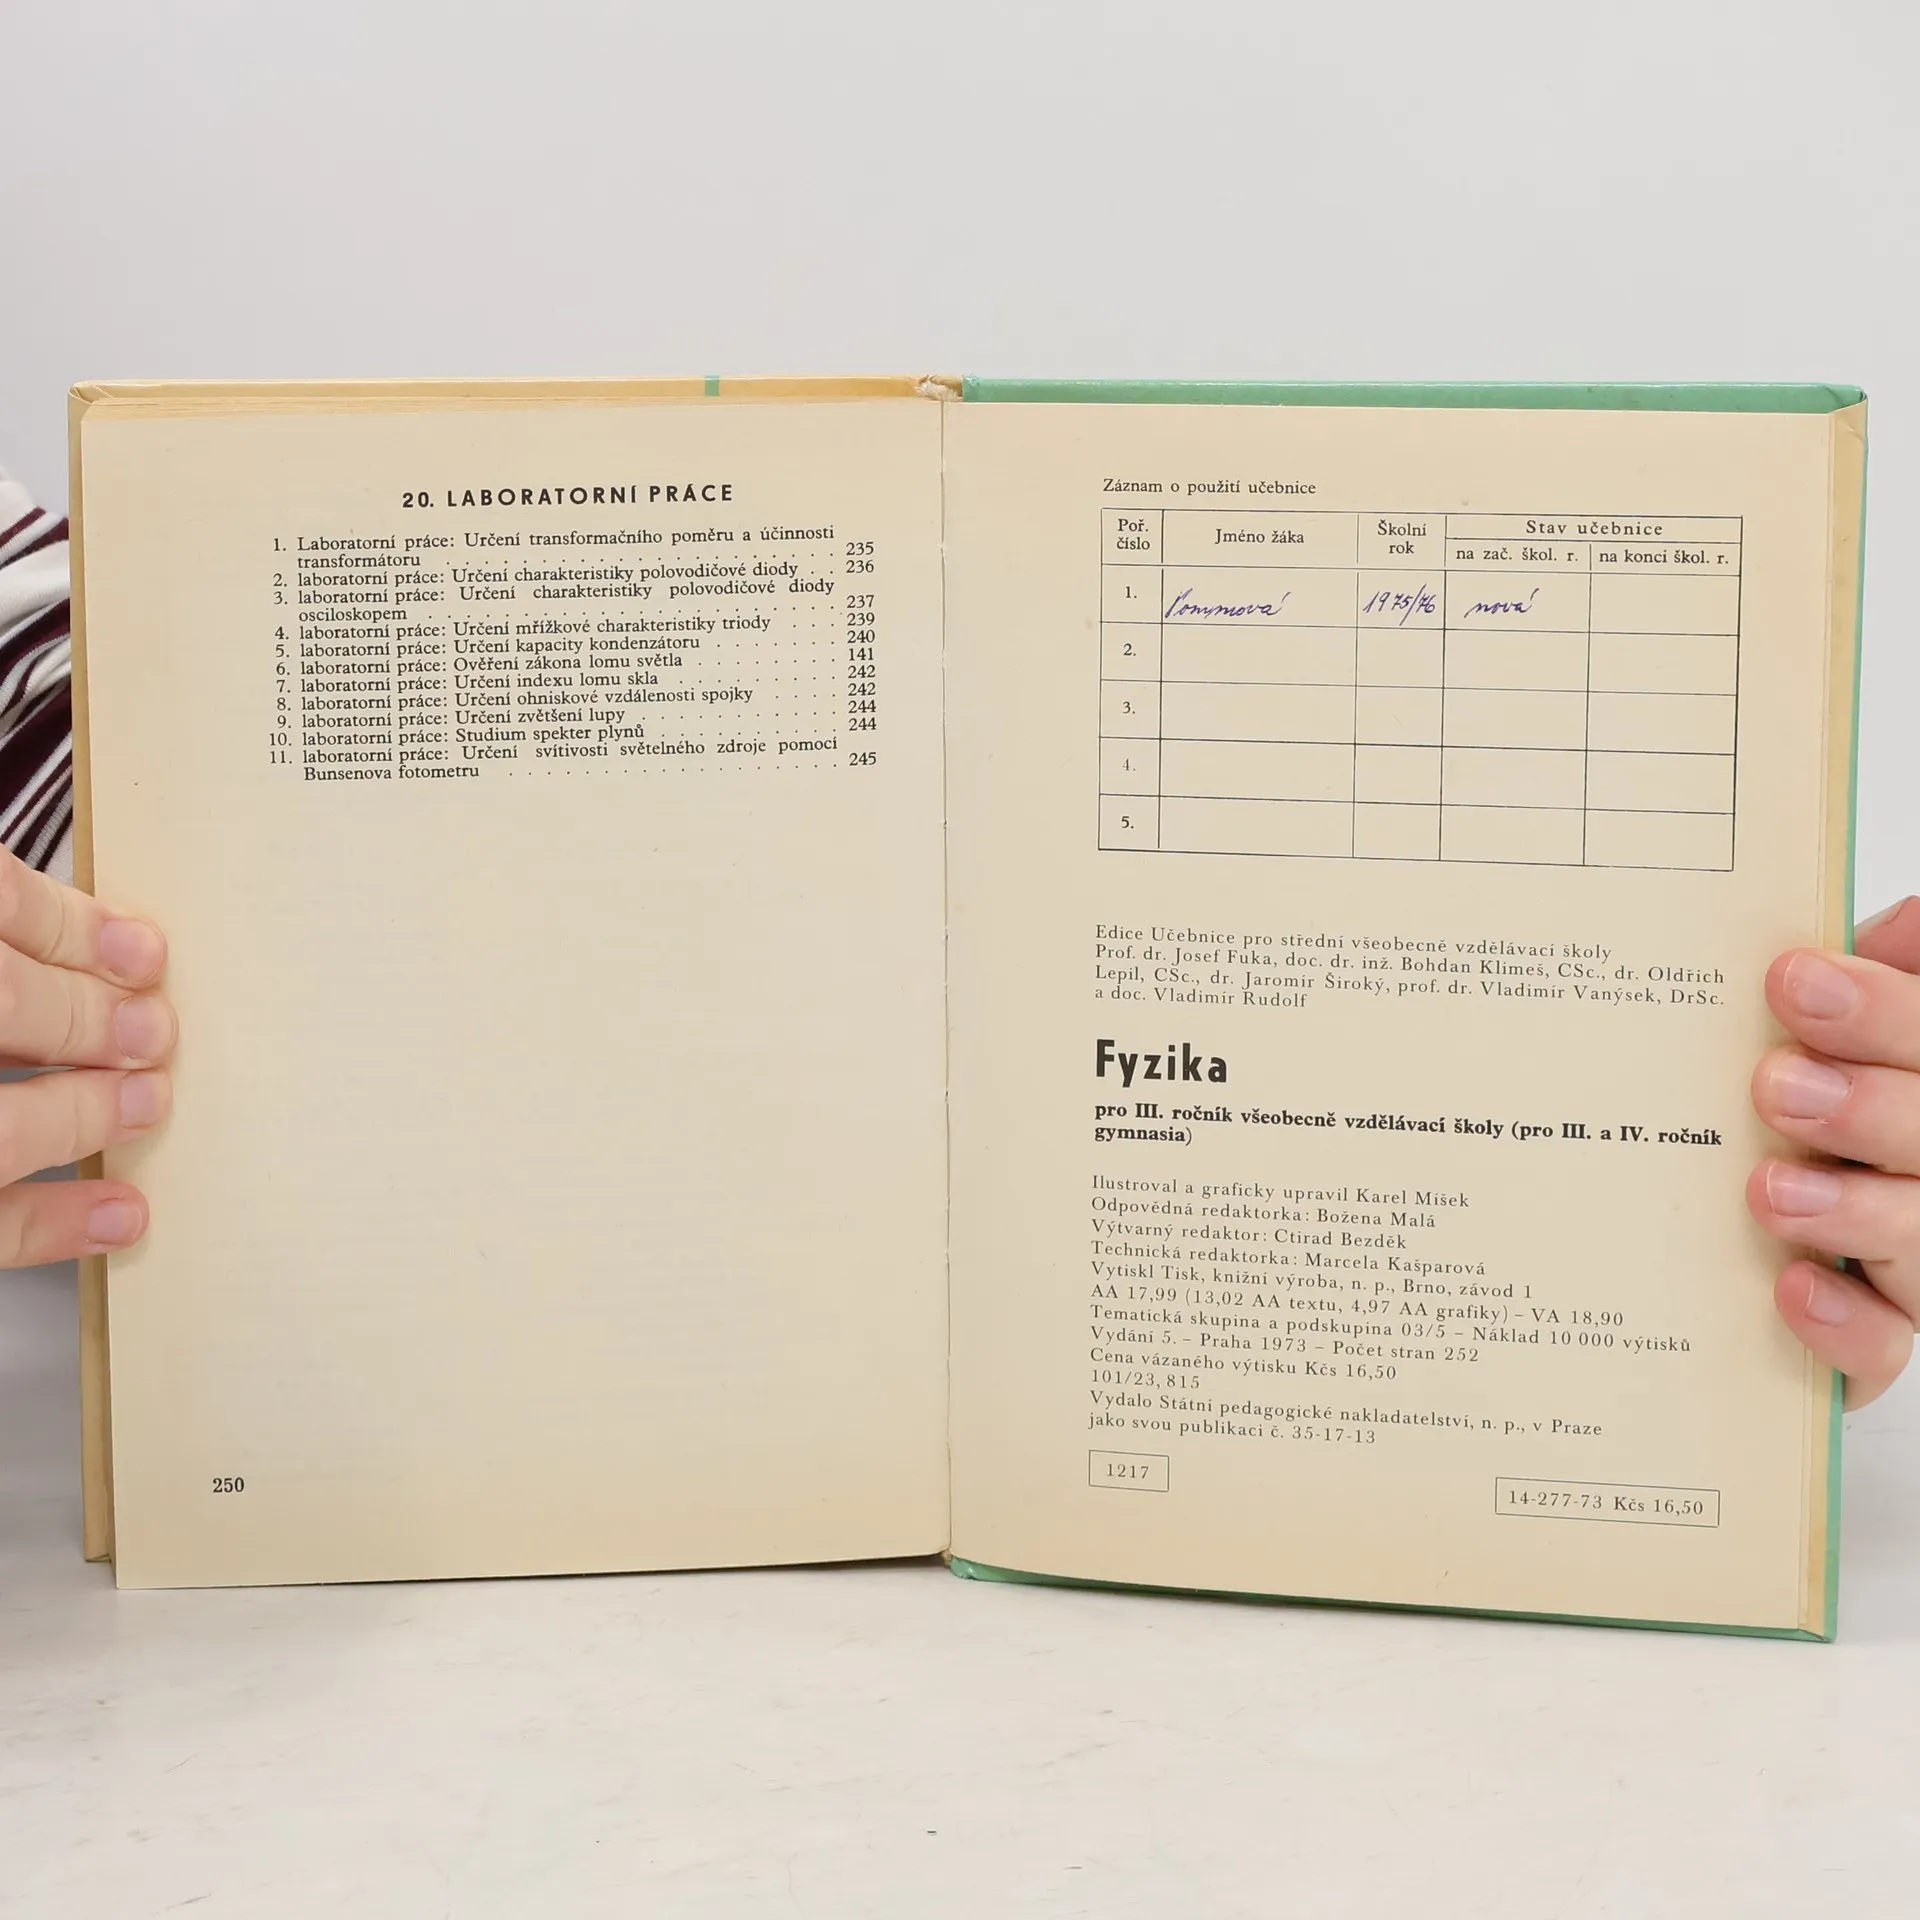 20. LABORATORNÍ PRÁCE
1. Laboratorní práce: Určení transformačního poměru a účinnosti
transformátoru . . . . . . . . . . . . . . . . . 235
2. laboratorní práce: Určení charakteristiky polovodičové diody . . 236
3. laboratorní práce: Určení charakteristiky polovodičové diody
osciloskopem . . . . . . . . . . . . . . . . . . 237
4. laboratorní práce: Určení mřížkové charakteristiky triody . . . 239
5. laboratorní práce: Určení kapacity kondenzátoru . . . . . . . 240
6. laboratorní práce: Ověření zákona lomu světla . . . . . . . . 141
7. laboratorní práce: Určení indexu lomu skla . . . . . . . . . 242
8. laboratorní práce: Určení ohniskové vzdálenosti spojky . . . . 242
9. laboratorní práce: Určení zvětšení lupy . . . . . . . . . . . 244
10. laboratorní práce: Studium spekter plynů . . . . . . . . . . 244
11. laboratorní práce: Určení svítivosti světelného zdroje pomocí
Bunsenova fotometru . . . . . . . . . . . . . . . . . 245
250
Záznam o použití učebnice
Poř. číslo Jméno žáka Školní rok Stav učebnice
na zač. škol. r. na konci škol. r.
1. 1975/76 nová
2.
3.
4.
5.
Edice Učebnice pro střední všeobecně vzdělávací školy
Prof. dr. Josef Fuka, doc. dr. inž. Bohdan Klimeš, CSc., dr. Oldřich
Lepil, CSc., dr. Jaromír Široký, prof. dr. Vladimír Vanýsek, DrSc.
a doc. Vladimír Rudolf
Fyzika
pro III. ročník všeobecně vzdělávací školy (pro III. a IV. ročník
gymnasia)
Ilustroval a graficky upravil Karel Míšek
Odpovědná redaktorka: Božena Malá
Výtvarný redaktor: Ctirad Bezděk
Technická redaktorka: Marcela Kašparová
Vytiskl Tisk, knižní výroba, n. p., Brno, závod 1
AA 17,99 (13,02 AA textu, 4,97 AA grafiky) – VA 18,90
Tematická skupina a podskupina 03/5 – Náklad 10 000 výtisků
Vydání 5. – Praha 1973 – Počet stran 252
Cena vázaného výtisku Kčs 16,50
101/23, 815
Vydalo Státní pedagogické nakladatelství, n. p., v Praze
jako svou publikaci č. 35-17-13
1217
14-277-73 Kčs 16,50